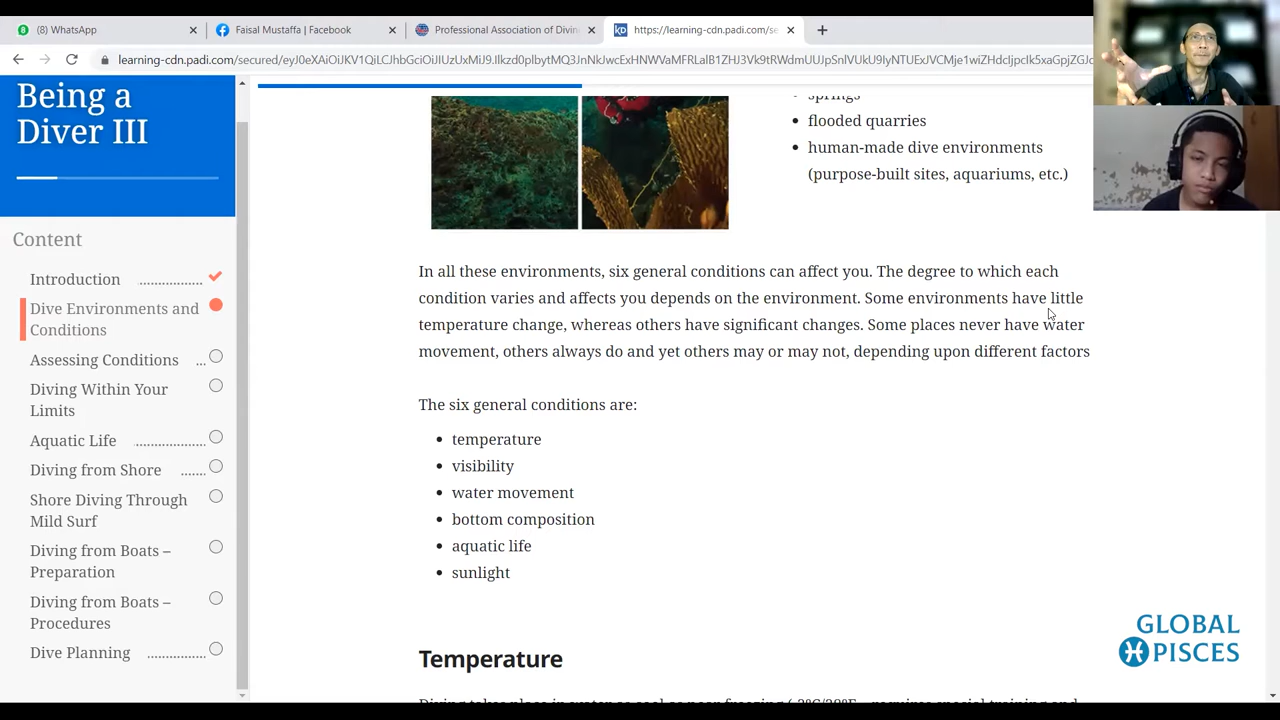 (8) WhatsApp
Faisal Mustaffa | Facebook
Professional Association of Divin
https://learning-cdn.padi.com/se
Being a
Diver III
Content
Introduction
Dive Environments and
Conditions
Assessing Conditions
Diving Within Your
Limits
Aquatic Life
Diving from Shore
Shore Diving Through
Mild Surf
Diving from Boats –
Preparation
Diving from Boats –
Procedures
Dive Planning
springs
• flooded quarries
• human-made dive environments
(purpose-built sites, aquariums, etc.)
In all these environments, six general conditions can affect you. The degree to which each
condition varies and affects you depends on the environment. Some environments have little
temperature change, whereas others have significant changes. Some places never have water
movement, others always do and yet others may or may not, depending upon different factors
The six general conditions are:
• temperature
• visibility
• water movement
• bottom composition
• aquatic life
• sunlight
Temperature
GLOBAL
PISCES